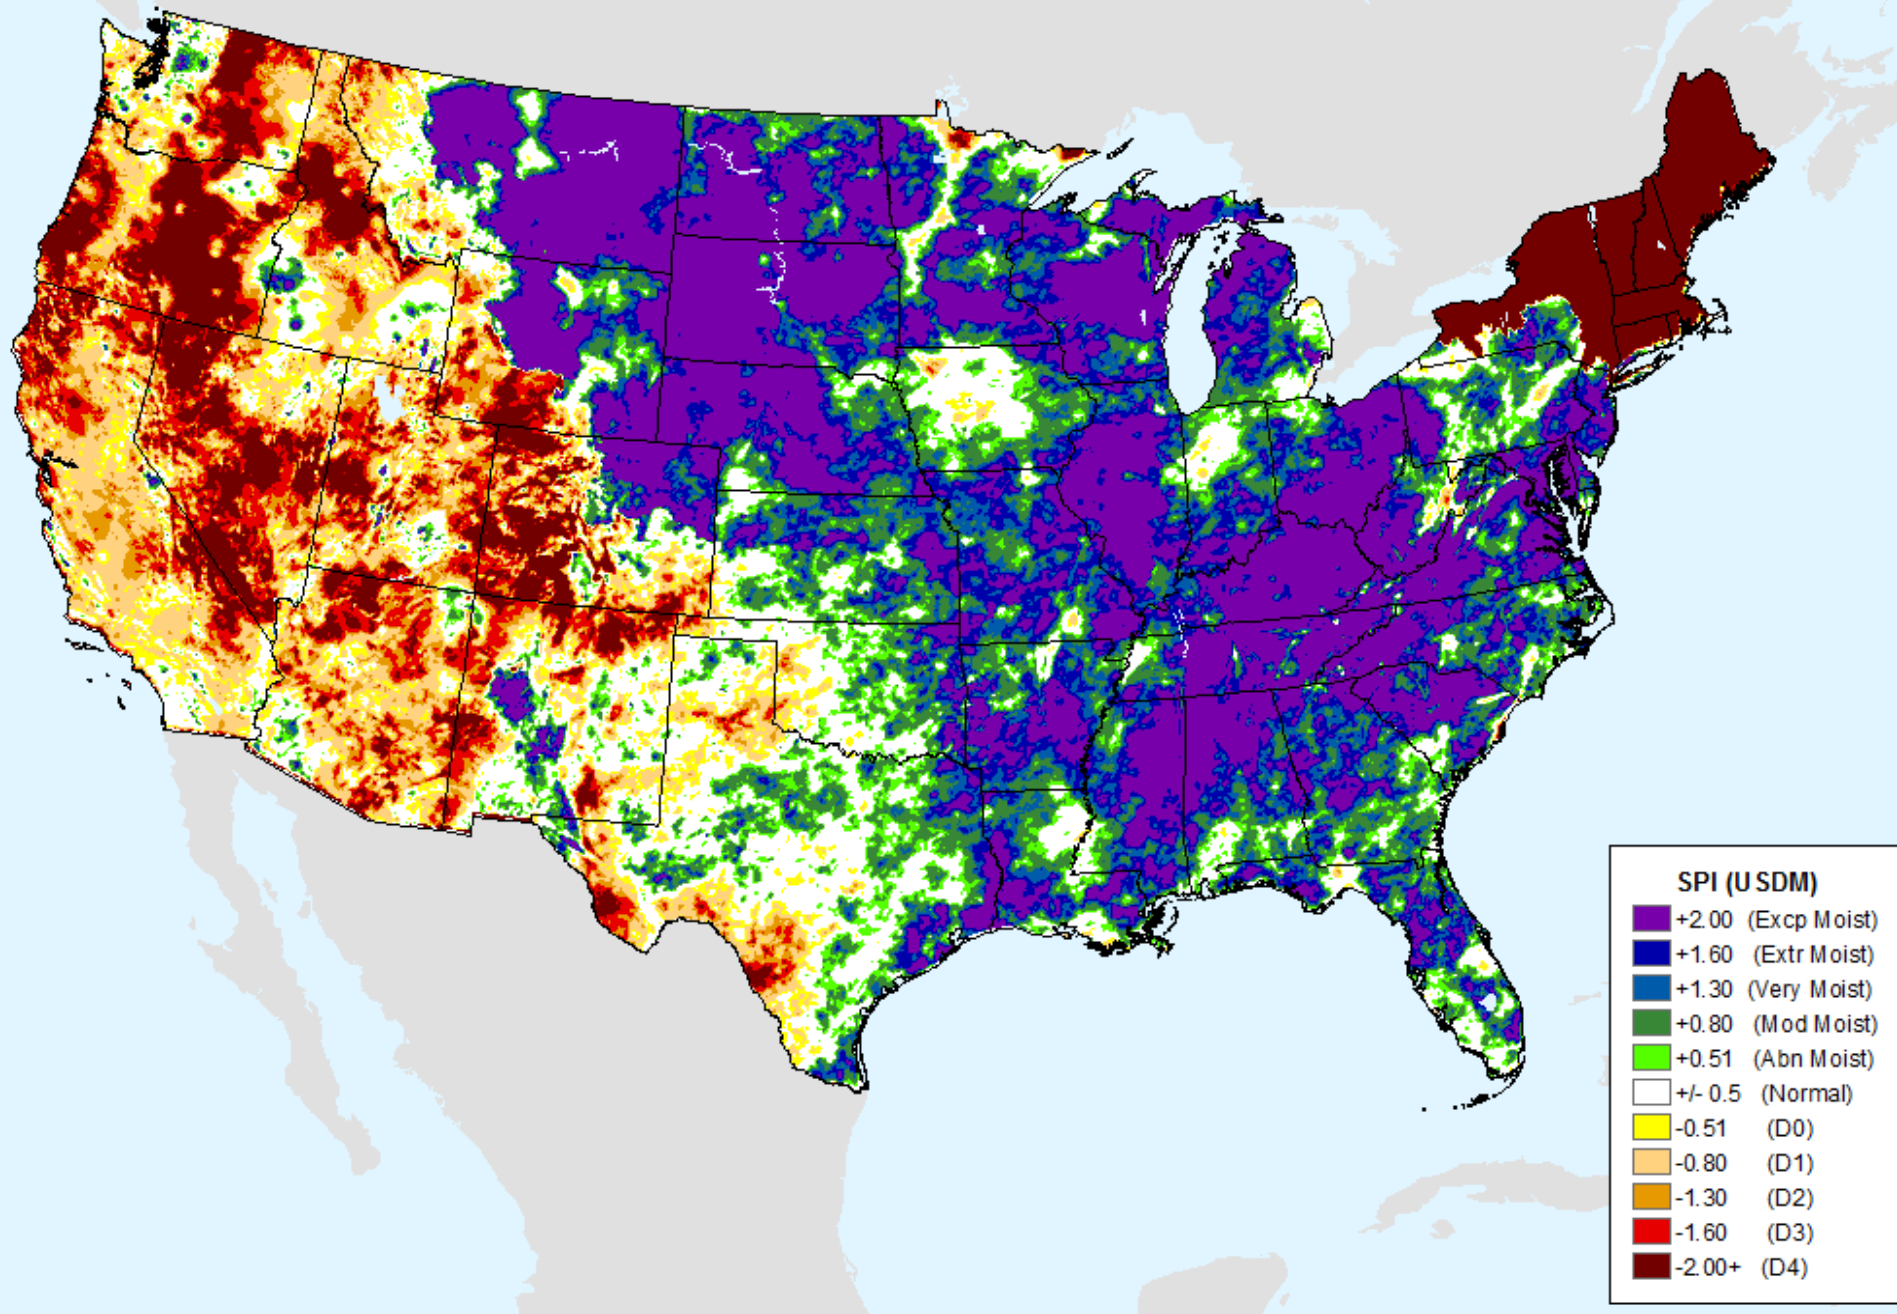 SPI (USDM)
+2.00 (Excp Moist)
+1.60 (Extr Moist)
+1.30 (Very Moist)
+0.80 (Mod Moist)
+0.51 (Abn Moist)
+/- 0.5 (Normal)
-0.51 (D0)
-0.80 (D1)
-1.30 (D2)
-1.60 (D3)
-2.00+ (D4)